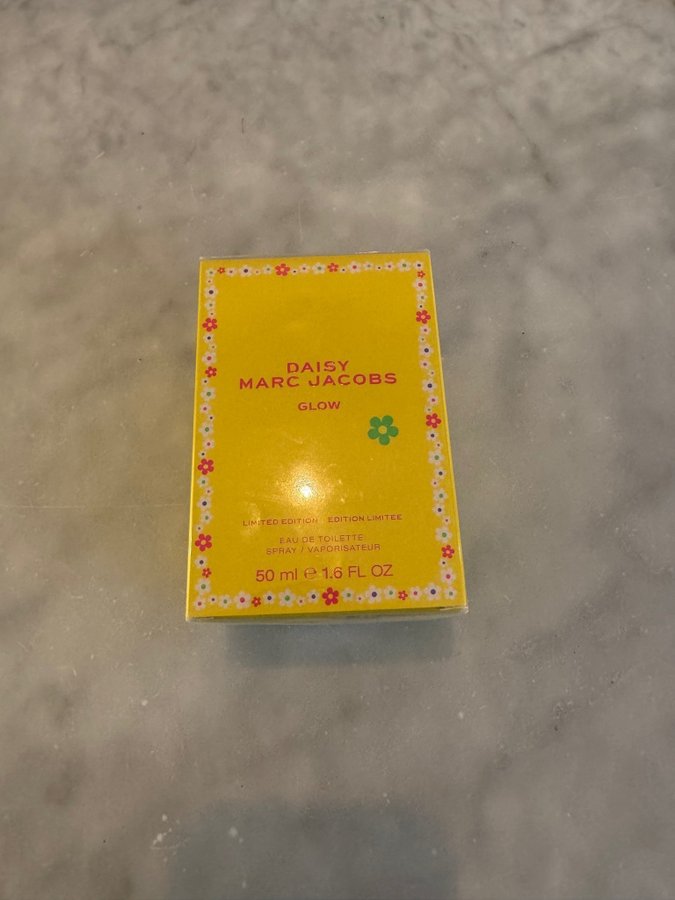 DAISY
MARC JACOBS
GLOW
LIMITED EDITION - EDITION LIMITEE
EAU DE TOILETTE
SPRAY / VAPORISATEUR
50 ml ℮ 1.6 FL OZ